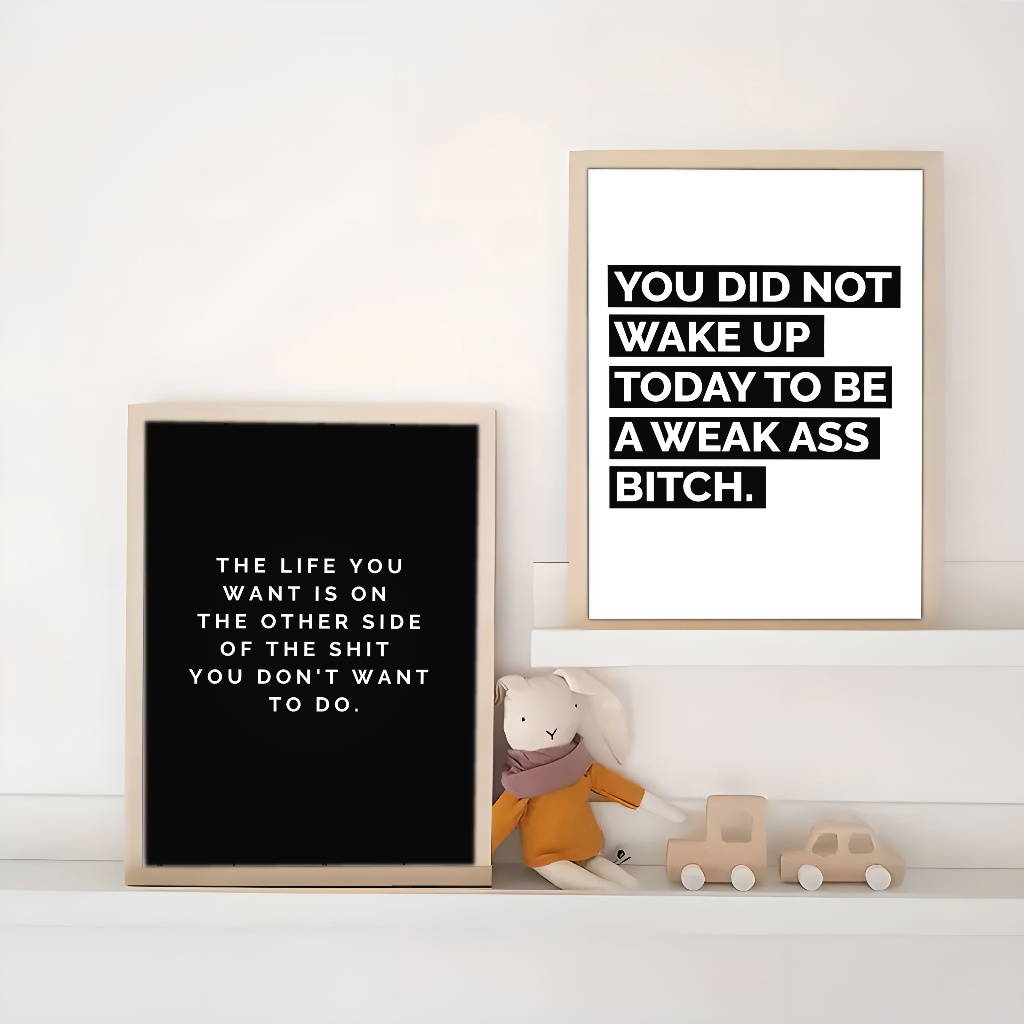 THE LIFE YOU
WANT IS ON
THE OTHER SIDE
OF THE SHIT
YOU DON'T WANT
TO DO.
YOU DID NOT
WAKE UP
TODAY TO BE
A WEAK ASS
BITCH.